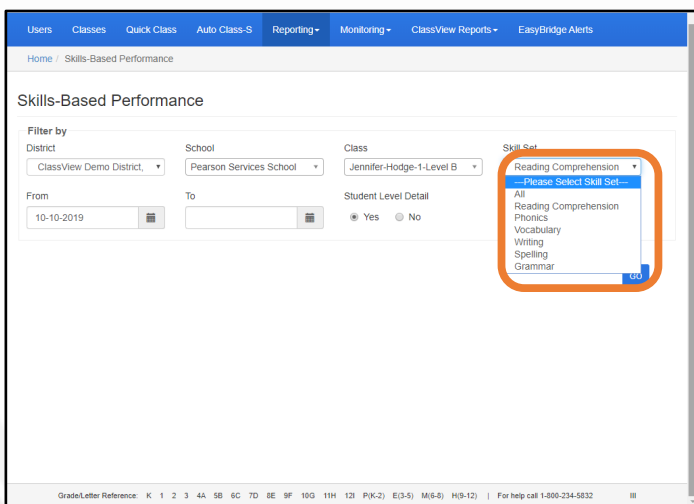 Users Classes Quick Class Auto Class-S Reporting Monitoring ClassView Reports EasyBridge Alerts
Home / Skills-Based Performance
Skills-Based Performance
Filter by
District School Class Skill Set
ClassView Demo District, Pearson Services School Jennifer-Hodge-1-Level B Reading Comprehension
---Please Select Skill Set---
All
Reading Comprehension
Phonics
Vocabulary
Writing
Spelling
Grammar
From To Student Level Detail
10-10-2019 Yes No
GO
Grade/Letter Reference: K 1 2 3 4A 5B 6C 7D 8E 9F 10G 11H 12I P(K-2) E(3-5) M(6-8) H(9-12) | For help call 1-800-234-5832 III